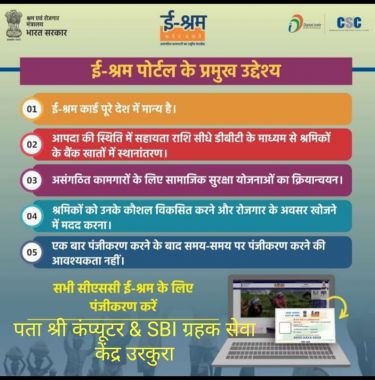 श्रम एवं रोजगार
मंत्रालय
भारत सरकार
ई-श्रम
Digital India
CSC
ई-श्रम पोर्टल के प्रमुख उद्देश्य
01 ई-श्रम कार्ड पूरे देश में मान्य है।
02 आपदा की स्थिति में सहायता राशि सीधे डीबीटी के माध्यम से श्रमिकों
के बैंक खातों में स्थानांतरण।
03 असंगठित कामगारों के लिए सामाजिक सुरक्षा योजनाओं का क्रियान्वयन।
04 श्रमिकों को उनके कौशल विकसित करने और रोजगार के अवसर खोजने
में मदद करना।
05 एक बार पंजीकरण करने के बाद समय-समय पर पंजीकरण करने की
आवश्यकता नहीं।
सभी सीएससी ई-श्रम के लिए
पंजीकरण करें
पता श्री कंप्यूटर & SBI ग्रहक सेवा
केंद्र उरकुरा